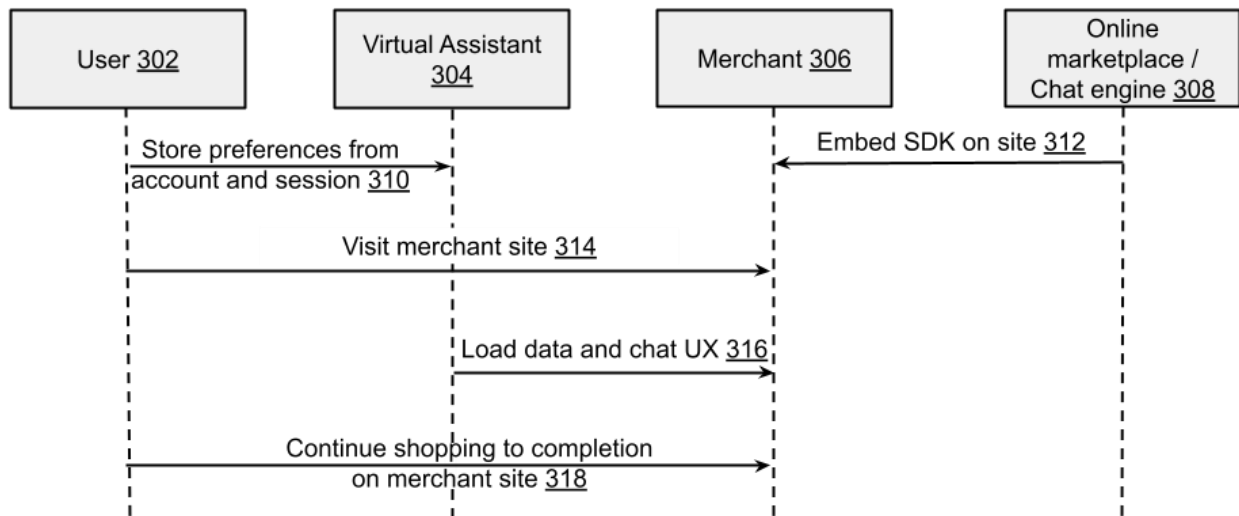 User 302
Virtual Assistant
304
Merchant 306
Online
marketplace /
Chat engine 308
Store preferences from
account and session 310
Embed SDK on site 312
Visit merchant site 314
Load data and chat UX 316
Continue shopping to completion
on merchant site 318